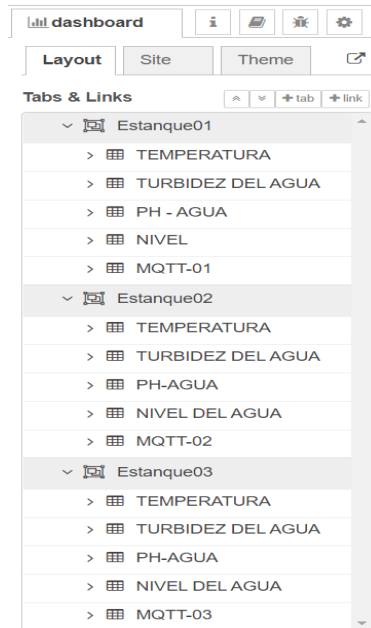 dashboard
Layout Site Theme
Tabs & Links + tab + link
Estanque01
TEMPERATURA
TURBIDEZ DEL AGUA
PH - AGUA
NIVEL
MQTT-01
Estanque02
TEMPERATURA
TURBIDEZ DEL AGUA
PH-AGUA
NIVEL DEL AGUA
MQTT-02
Estanque03
TEMPERATURA
TURBIDEZ DEL AGUA
PH-AGUA
NIVEL DEL AGUA
MQTT-03